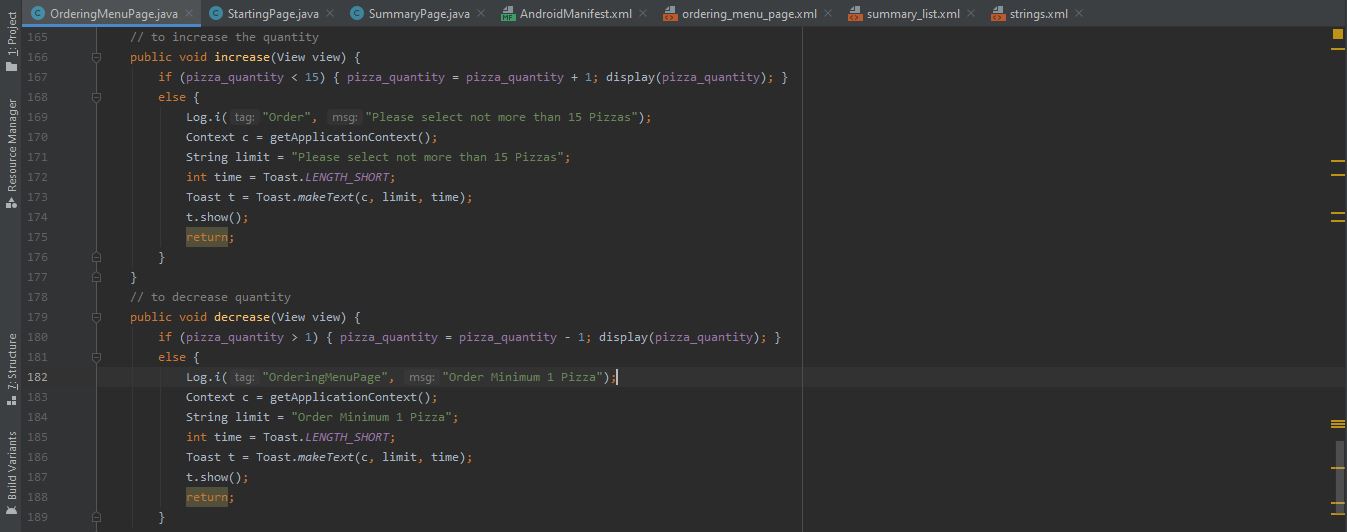 OrderingMenuPage.java StartingPage.java SummaryPage.java AndroidManifest.xml ordering_menu_page.xml summary_list.xml strings.xml
1: Project
Resource Manager
7: Structure
Build Variants
165 // to increase the quantity
166 public void increase(View view) {
167 if (pizza_quantity < 15) { pizza_quantity = pizza_quantity + 1; display(pizza_quantity); }
168 else {
169 Log.i( tag: "Order", msg: "Please select not more than 15 Pizzas");
170 Context c = getApplicationContext();
171 String limit = "Please select not more than 15 Pizzas";
172 int time = Toast.LENGTH_SHORT;
173 Toast t = Toast.makeText(c, limit, time);
174 t.show();
175 return;
176 }
177 }
178 // to decrease quantity
179 public void decrease(View view) {
180 if (pizza_quantity > 1) { pizza_quantity = pizza_quantity - 1; display(pizza_quantity); }
181 else {
182 Log.i( tag: "OrderingMenuPage", msg: "Order Minimum 1 Pizza");
183 Context c = getApplicationContext();
184 String limit = "Order Minimum 1 Pizza";
185 int time = Toast.LENGTH_SHORT;
186 Toast t = Toast.makeText(c, limit, time);
187 t.show();
188 return;
189 }